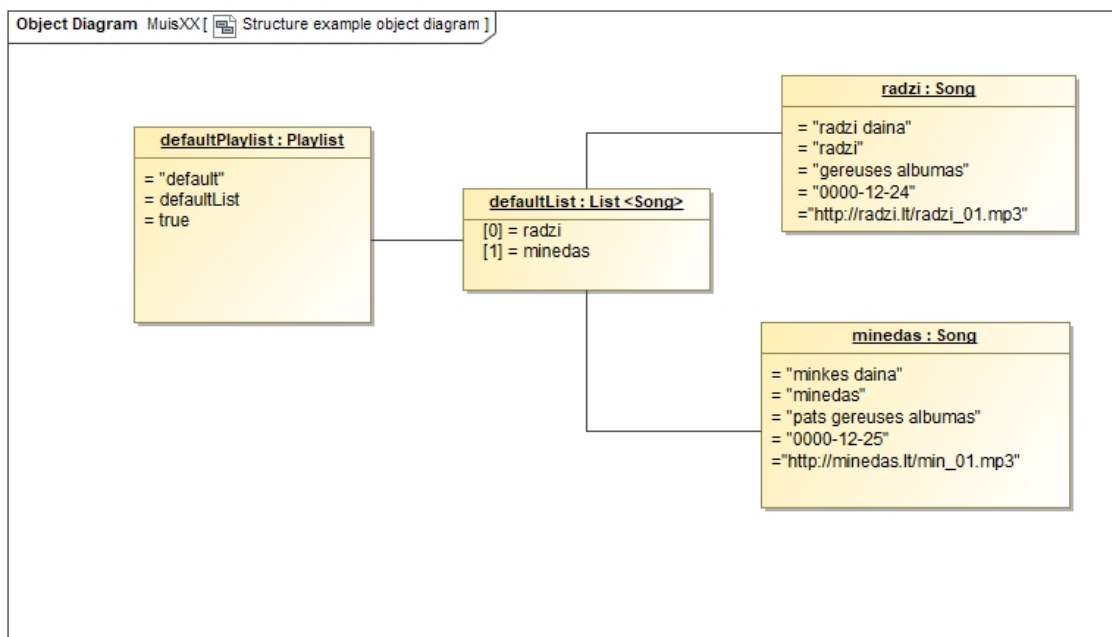 Object Diagram MuisXX[ Structure example object diagram ]
defaultPlaylist : Playlist
= "default"
= defaultList
= true
defaultList : List <Song>
[0] = radzi
[1] = minedas
radzi : Song
= "radzi daina"
= "radzi"
= "gereuses albumas"
= "0000-12-24"
="http://radzi.lt/radzi_01.mp3"
minedas : Song
= "minkes daina"
= "minedas"
= "pats gereuses albumas"
= "0000-12-25"
="http://minedas.lt/min_01.mp3"